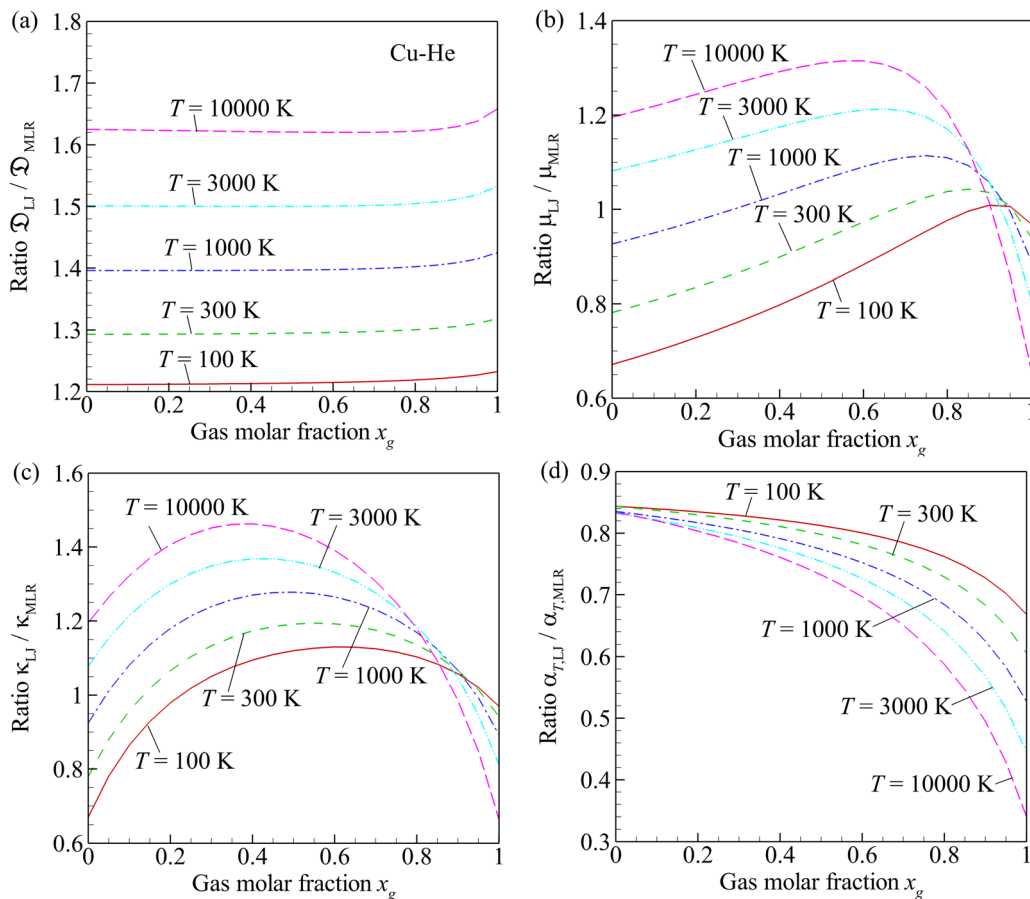 (a)
1.8
1.7
1.6
1.5
1.4
1.3
1.2
Ratio 𝔇LJ / 𝔇MLR
Cu-He
T = 10000 K
T = 3000 K
T = 1000 K
T = 300 K
T = 100 K
0 0.2 0.4 0.6 0.8 1
Gas molar fraction xg
(b)
1.4
1.2
1
0.8
0.6
Ratio μLJ / μMLR
T = 10000 K
T = 3000 K
T = 1000 K
T = 300 K
T = 100 K
0 0.2 0.4 0.6 0.8 1
Gas molar fraction xg
(c)
1.6
1.4
1.2
1
0.8
0.6
Ratio κLJ / κMLR
T = 10000 K
T = 3000 K
T = 1000 K
T = 300 K
T = 100 K
0 0.2 0.4 0.6 0.8 1
Gas molar fraction xg
(d)
0.9
0.8
0.7
0.6
0.5
0.4
0.3
Ratio αT,LJ / αT,MLR
T = 100 K
T = 300 K
T = 1000 K
T = 3000 K
T = 10000 K
0 0.2 0.4 0.6 0.8 1
Gas molar fraction xg